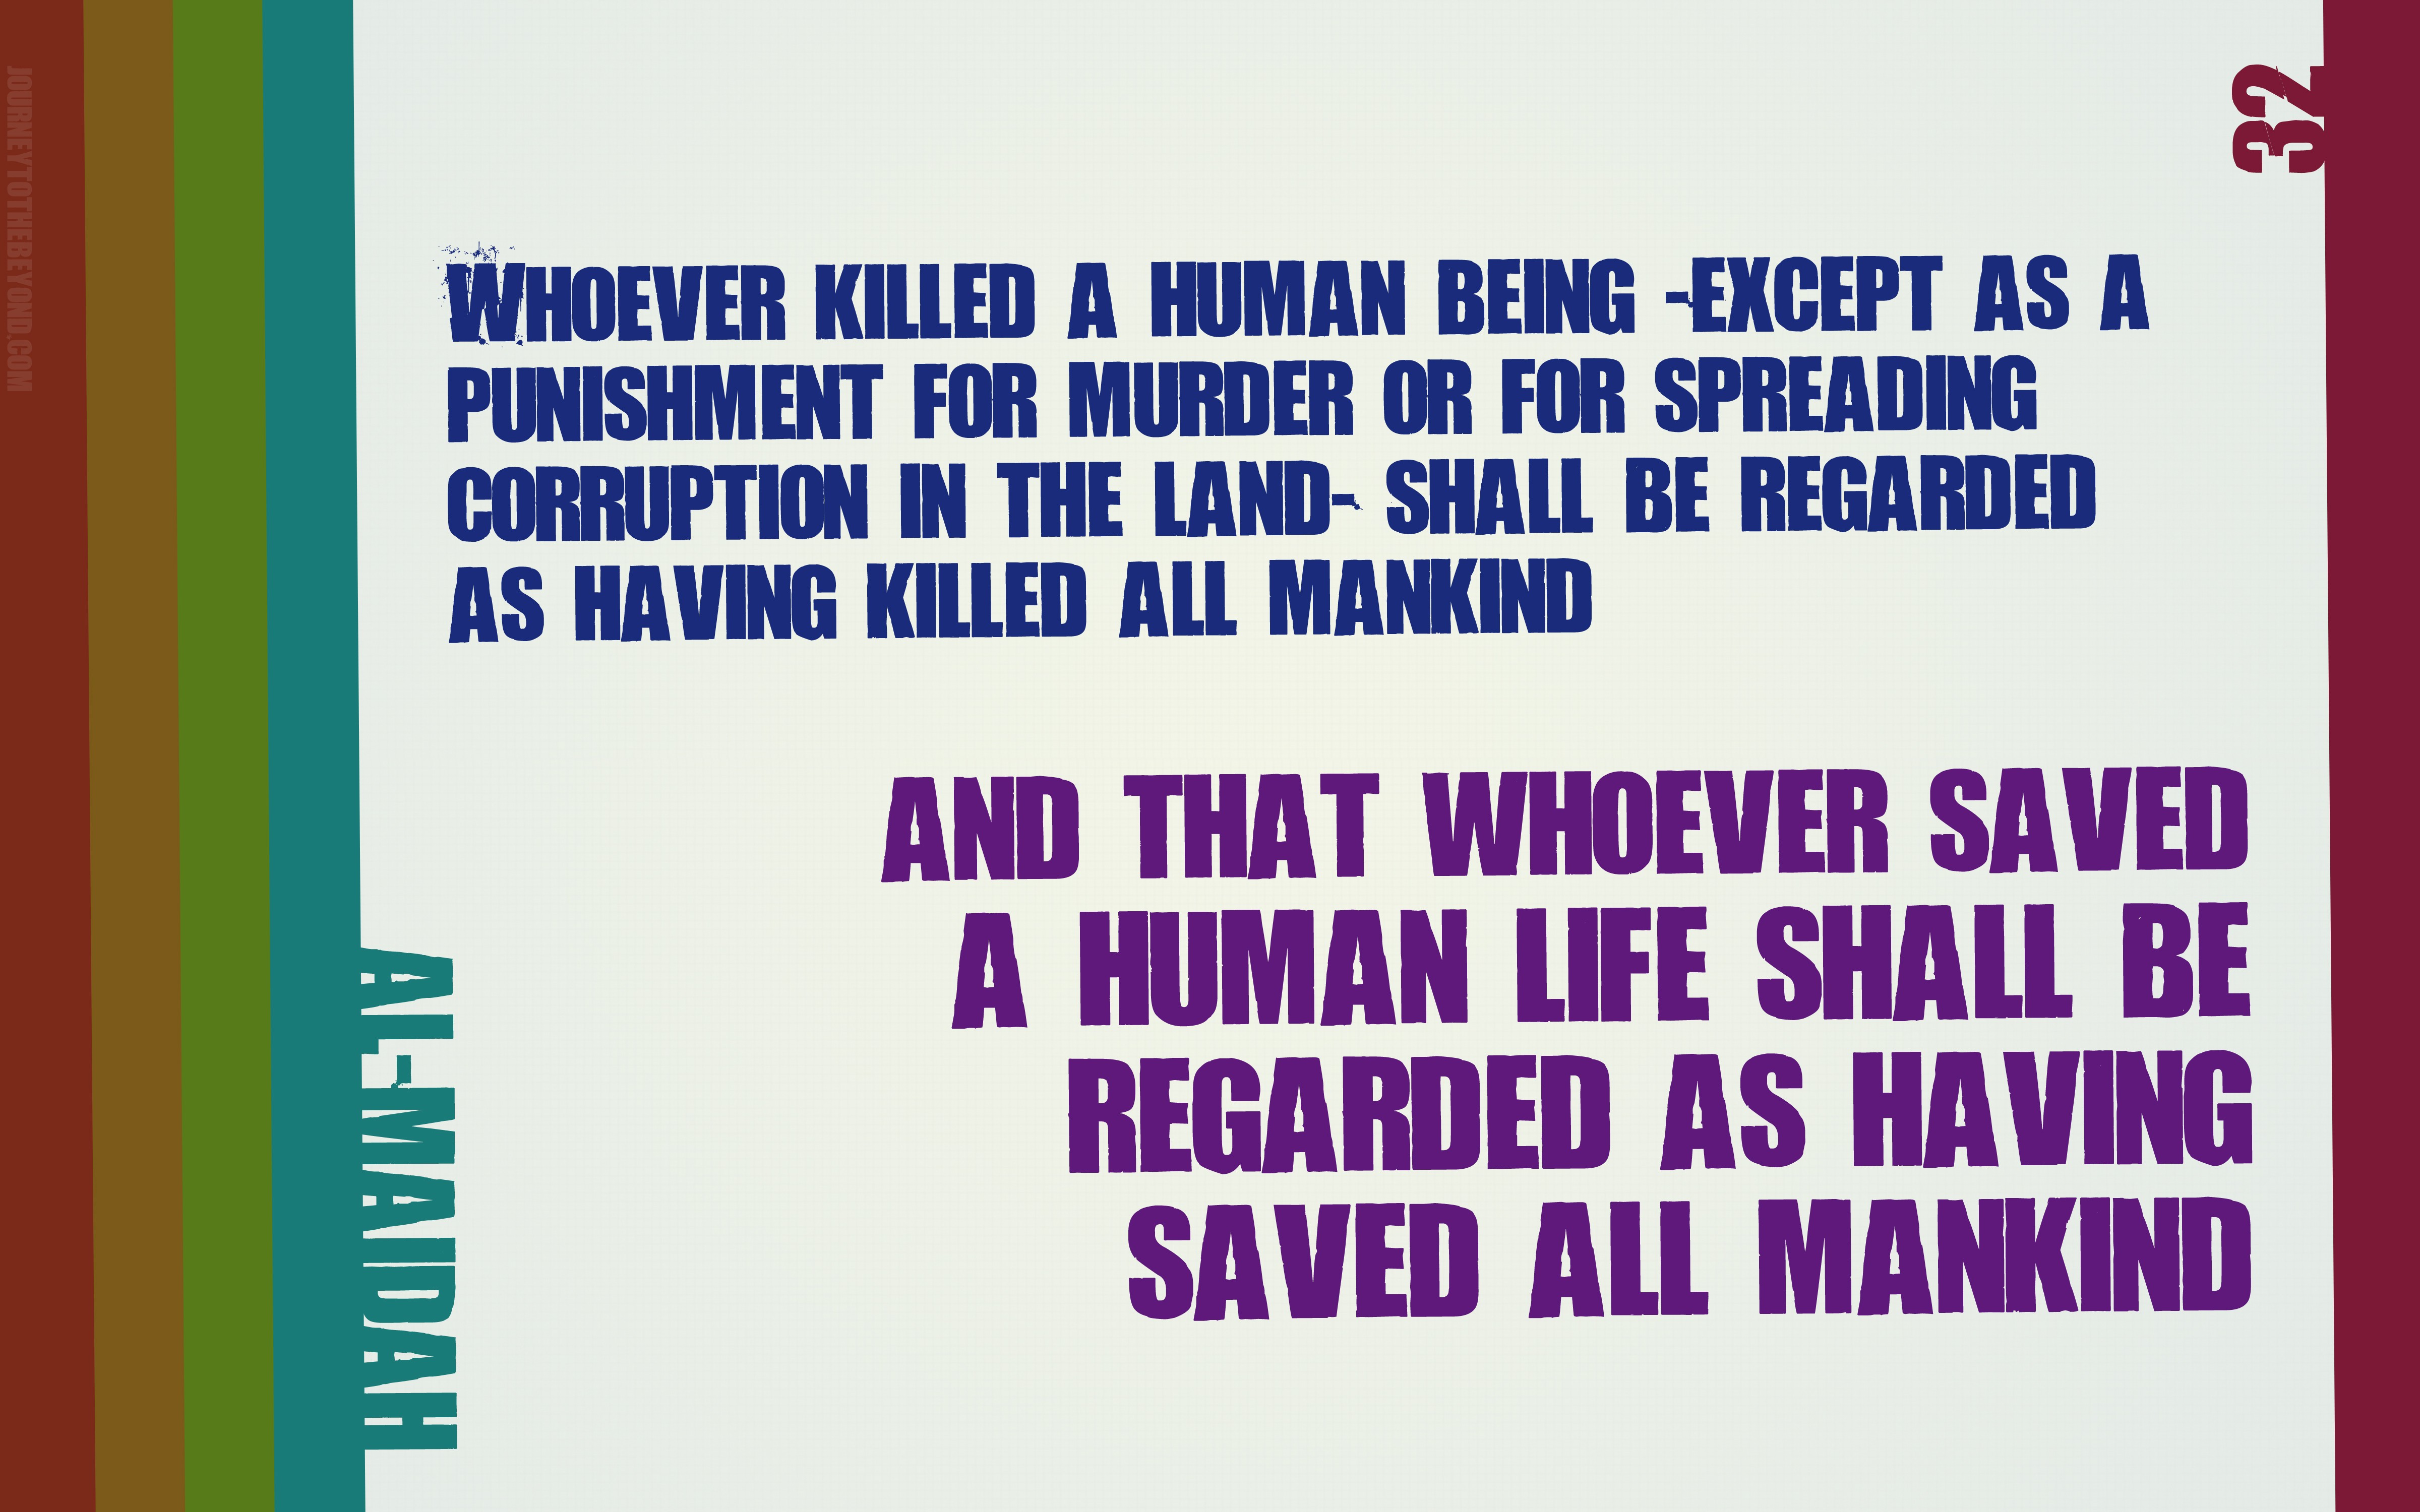 JOURNEYTOTHEBEYOND.COM
32
WHOEVER KILLED A HUMAN BEING -EXCEPT AS A
PUNISHMENT FOR MURDER OR FOR SPREADING
CORRUPTION IN THE LAND- SHALL BE REGARDED
AS HAVING KILLED ALL MANKIND
AND THAT WHOEVER SAVED
A HUMAN LIFE SHALL BE
REGARDED AS HAVING
SAVED ALL MANKIND
AL-MAIDAH